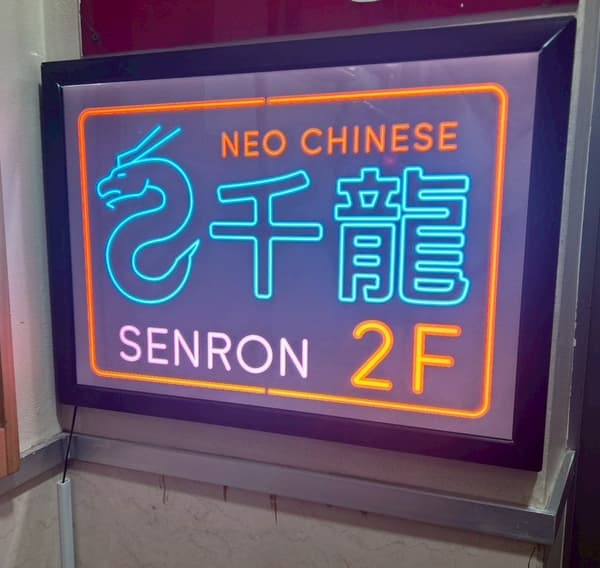 NEO CHINESE
千龍
SENRON 2F